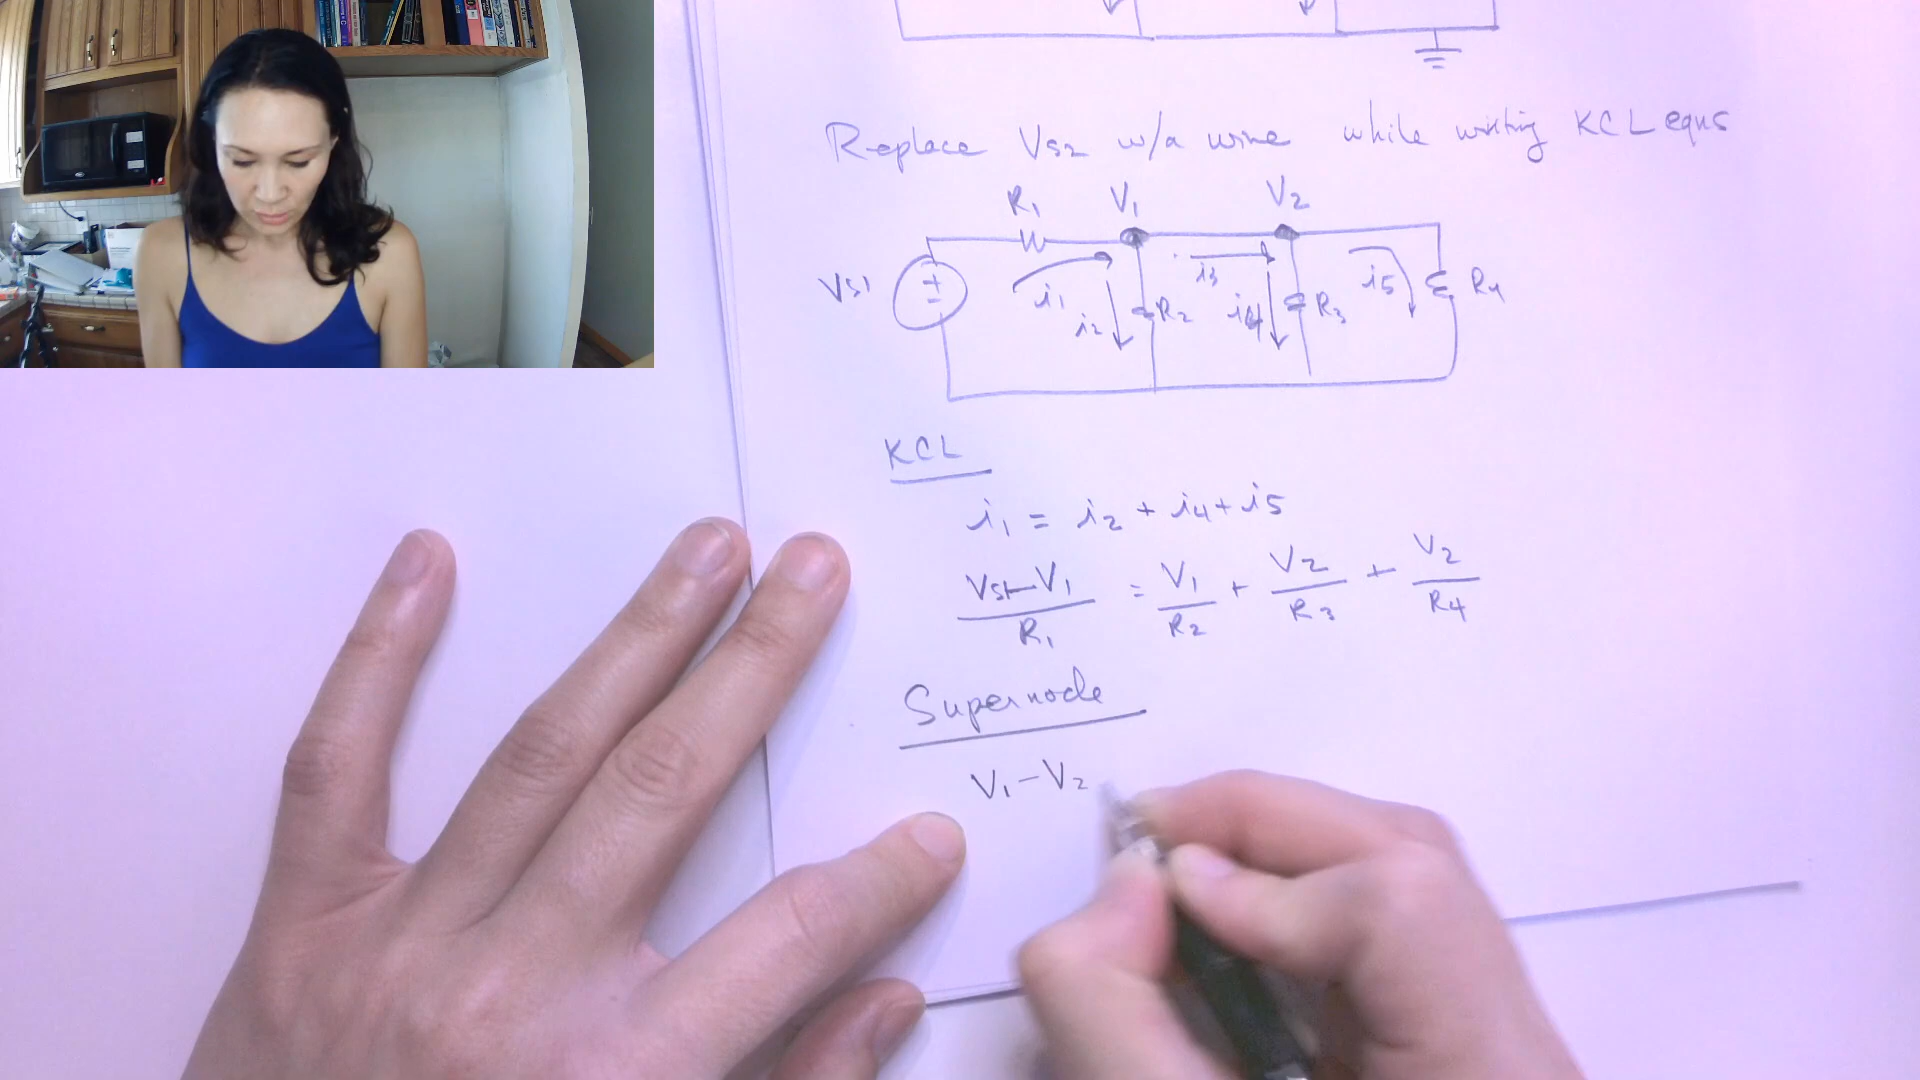 Replace Vs2 w/a wire while writing KCL eqns
R1 V1 V2
Vs1 + - i1 i2 R2 i3 i4 R3 i5 R4
KCL
i1 = i2 + i4 + i5
Vs1-V1 / R1 = V1 / R2 + V2 / R3 + V2 / R4
Supernode
V1 - V2